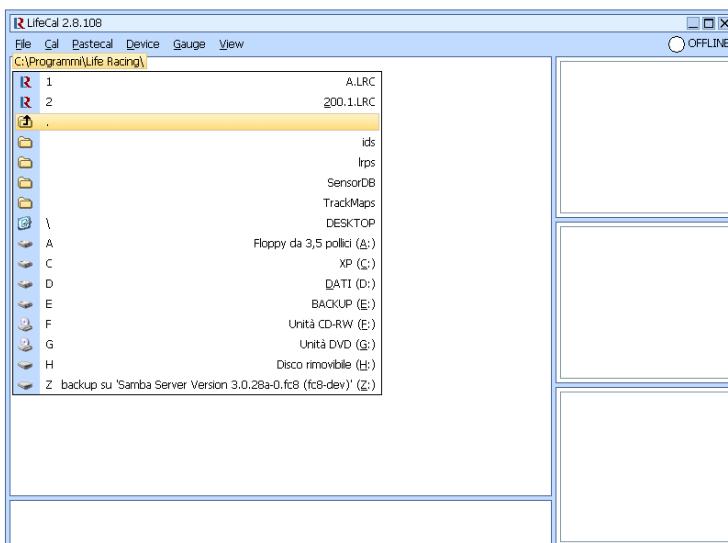 LifeCal 2.8.108
File Cal Pastecal Device Gauge View OFFLINE
C:\Programmi\Life Racing\
1 A.LRC
2 200.1.LRC
.
ids
lrps
SensorDB
TrackMaps
\ DESKTOP
A Floppy da 3,5 pollici (A:)
C XP (C:)
D DATI (D:)
E BACKUP (E:)
F Unità CD-RW (F:)
G Unità DVD (G:)
H Disco rimovibile (H:)
Z backup su 'Samba Server Version 3.0.28a-0.fc8 (fc8-dev)' (Z:)